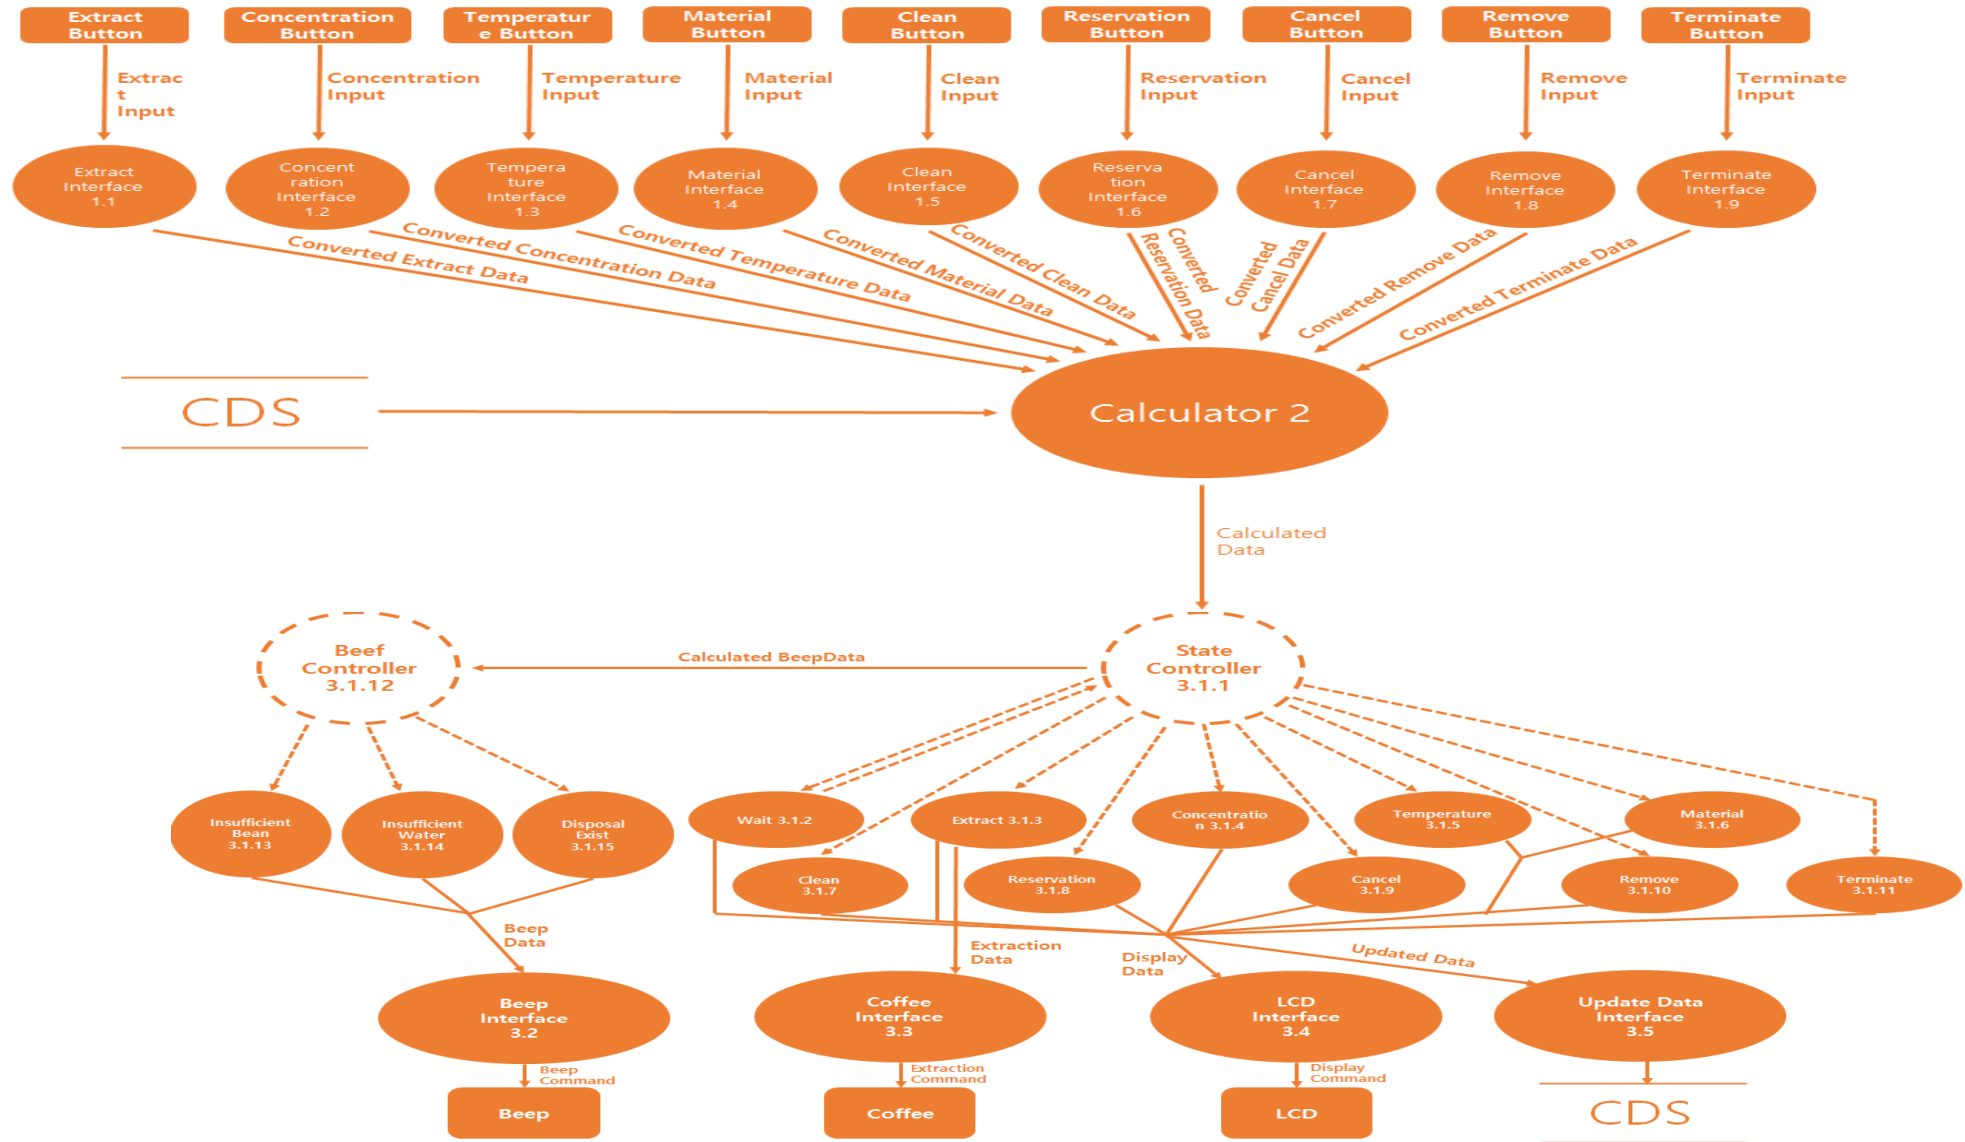 Extract
Button
Concentration
Button
Temperatur
e Button
Material
Button
Clean
Button
Reservation
Button
Cancel
Button
Remove
Button
Terminate
Button
Extrac
t
Input
Concentration
Input
Temperature
Input
Material
Input
Clean
Input
Reservation
Input
Cancel
Input
Remove
Input
Terminate
Input
Extract
Interface
1.1
Concent
ration
Interface
1.2
Tempera
ture
Interface
1.3
Material
Interface
1.4
Clean
Interface
1.5
Reserva
tion
Interface
1.6
Cancel
Interface
1.7
Remove
Interface
1.8
Terminate
Interface
1.9
Converted Extract Data
Converted Concentration Data
Converted Temperature Data
Converted Material Data
Converted Clean Data
Converted
Reservation Data
Converted
Cancel Data
Converted Remove Data
Converted Terminate Data
CDS
Calculator 2
Calculated
Data
Beef
Controller
3.1.12
Calculated BeepData
State
Controller
3.1.1
Insufficient
Bean
3.1.13
Insufficient
Water
3.1.14
Disposal
Exist
3.1.15
Wait 3.1.2
Extract 3.1.3
Concentratio
n 3.1.4
Temperature
3.1.5
Material
3.1.6
Clean
3.1.7
Reservation
3.1.8
Cancel
3.1.9
Remove
3.1.10
Terminate
3.1.11
Beep
Data
Extraction
Data
Display
Data
Updated Data
Beep
Interface
3.2
Coffee
Interface
3.3
LCD
Interface
3.4
Update Data
Interface
3.5
Beep
Command
Extraction
Command
Display
Command
Beep
Coffee
LCD
CDS